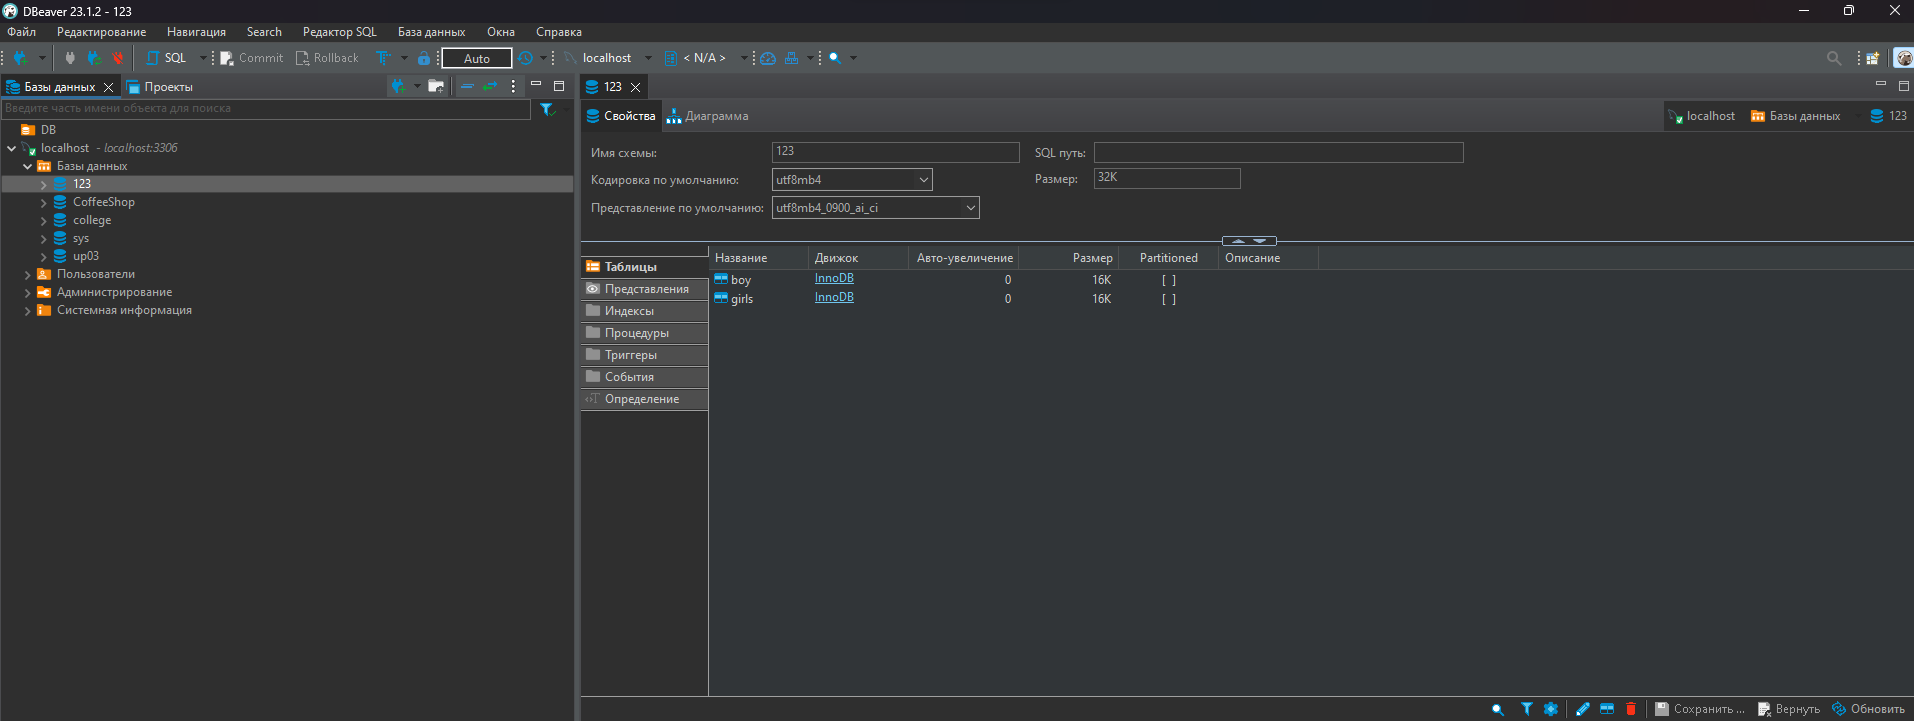 DBeaver 23.1.2 - 123
Файл Редактирование Навигация Search Редактор SQL База данных Окна Справка
SQL Commit Rollback Auto localhost < N/A >
Базы данных Проекты
Введите часть имени объекта для поиска
DB
localhost - localhost:3306
Базы данных
123
CoffeeShop
college
sys
up03
Пользователи
Администрирование
Системная информация
123
Свойства Диаграмма localhost Базы данных 123
Имя схемы: 123 SQL путь:
Кодировка по умолчанию: utf8mb4 Размер: 32K
Представление по умолчанию: utf8mb4_0900_ai_ci
Таблицы
Представления
Индексы
Процедуры
Триггеры
События
Определение
Название Движок Авто-увеличение Размер Partitioned Описание
boy InnoDB 0 16K [ ]
girls InnoDB 0 16K [ ]
Сохранить ... Вернуть Обновить